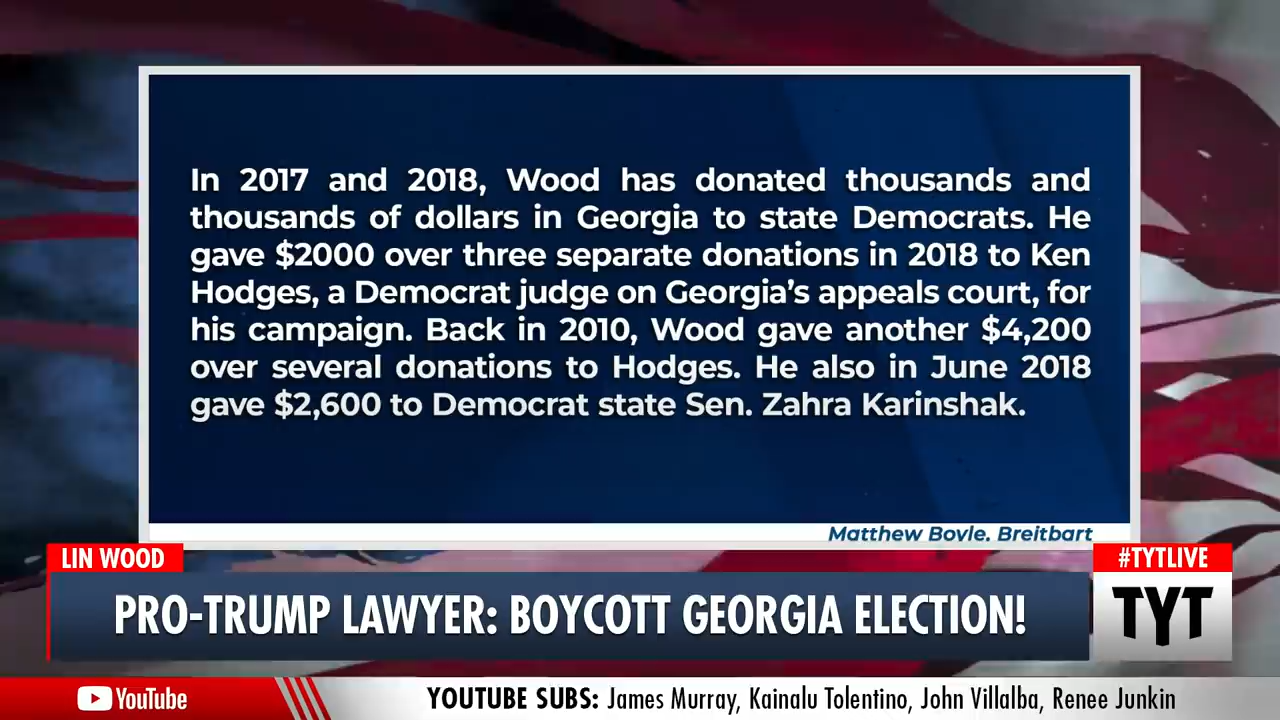 In 2017 and 2018, Wood has donated thousands and
thousands of dollars in Georgia to state Democrats. He
gave $2000 over three separate donations in 2018 to Ken
Hodges, a Democrat judge on Georgia's appeals court, for
his campaign. Back in 2010, Wood gave another $4,200
over several donations to Hodges. He also in June 2018
gave $2,600 to Democrat state Sen. Zahra Karinshak.
Matthew Boyle, Breitbart
LIN WOOD
#TYTLIVE
PRO-TRUMP LAWYER: BOYCOTT GEORGIA ELECTION!
TYT
YouTube
YOUTUBE SUBS: James Murray, Kainalu Tolentino, John Villalba, Renee Junkin